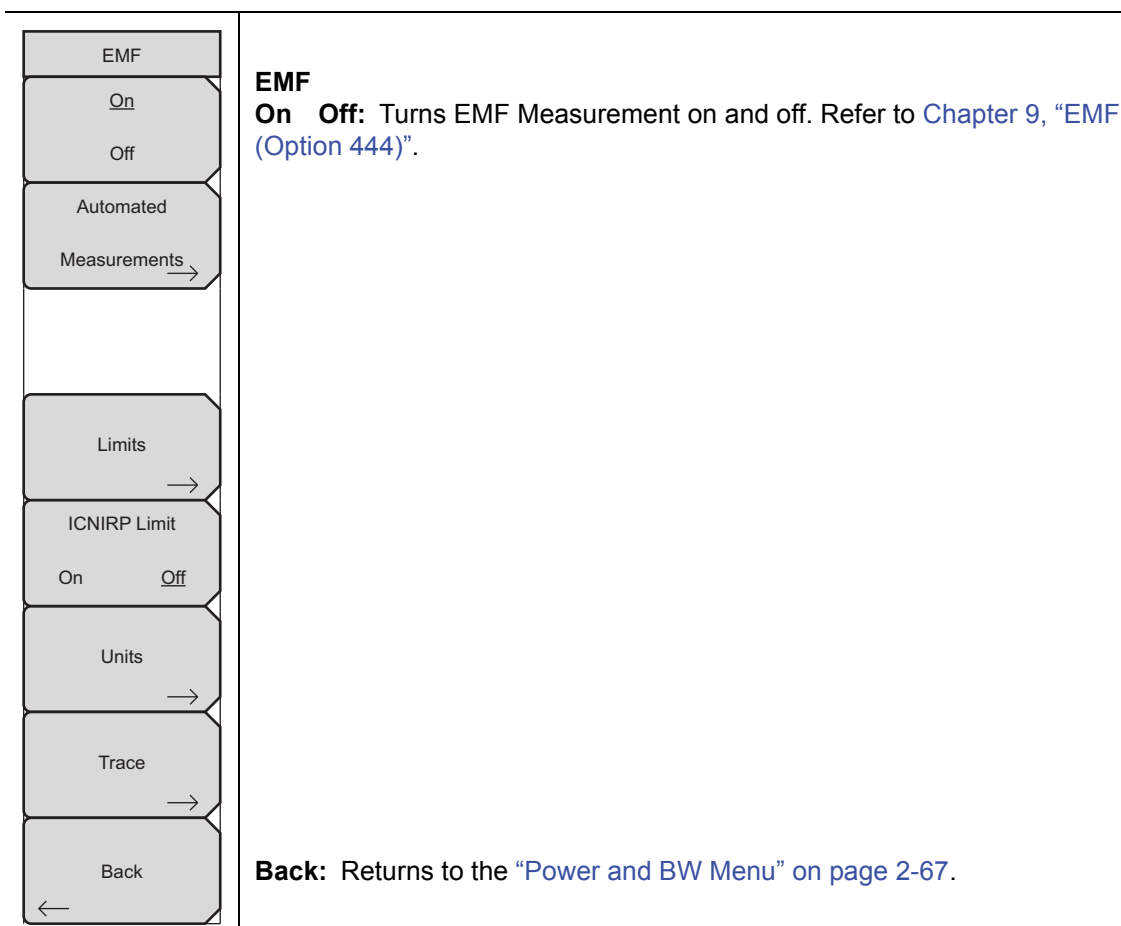 EMF
On
Off
Automated
Measurements
Limits
ICNIRP Limit
On Off
Units
Trace
Back
EMF
On Off: Turns EMF Measurement on and off. Refer to Chapter 9, “EMF
(Option 444)”.
Back: Returns to the “Power and BW Menu” on page 2-67.